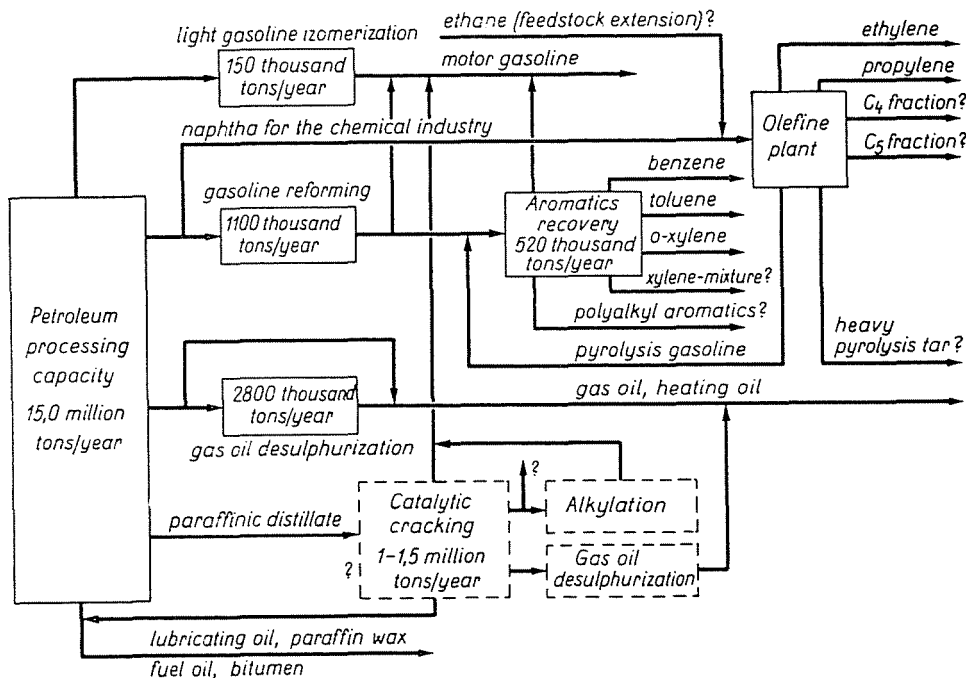 light gasoline izomerization
150 thousand
tons/year
ethane (feedstock extension)?
motor gasoline
ethylene
propylene
C4 fraction?
C5 fraction?
Olefine
plant
naphtha for the chemical industry
gasoline reforming
1100 thousand
tons/year
Aromatics
recovery
520 thousand
tons/year
benzene
toluene
o-xylene
xylene-mixture?
polyalkyl aromatics?
pyrolysis gasoline
heavy
pyrolysis tar?
Petroleum
processing
capacity
15,0 million
tons/year
2800 thousand
tons/year
gas oil desulphurization
gas oil, heating oil
paraffinic distillate
?
Catalytic
cracking
1-1,5 million
tons/year
?
Alkylation
Gas oil
desulphurization
lubricating oil, paraffin wax
fuel oil, bitumen